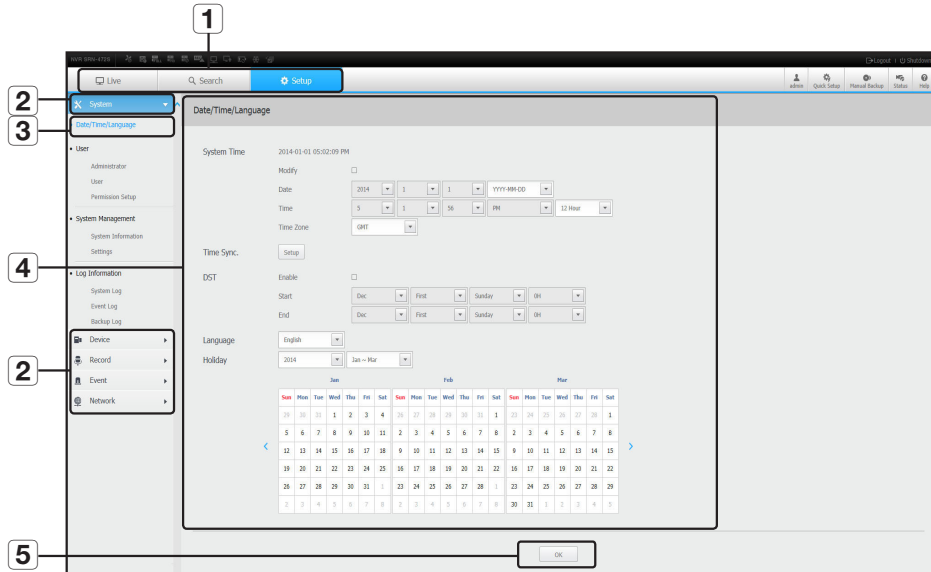 1
NVR SRN-472S
Logout I Shutdown
Live Search Setup
admin Quick Setup Manual Backup Status Help
2 System
3 Date/Time/Language
Date/Time/Language
• User
Administrator
User
Permission Setup
• System Management
System Information
Settings
4
• Log Information
System Log
Event Log
Backup Log
2
Device
Record
Event
Network
System Time 2014-01-01 05:02:09 PM
Modify
Date 2014 1 1 YYYY-MM-DD
Time 5 1 56 PM 12 Hour
Time Zone GMT
Time Sync. Setup
DST Enable
Start Dec First Sunday 0H
End Dec First Sunday 0H
Language English
Holiday 2014 Jan ~ Mar
Jan Feb Mar
Sun Mon Tue Wed Thu Fri Sat Sun Mon Tue Wed Thu Fri Sat Sun Mon Tue Wed Thu Fri Sat
29 30 31 1 2 3 4 26 27 28 29 30 31 1 23 24 25 26 27 28 1
5 6 7 8 9 10 11 2 3 4 5 6 7 8 2 3 4 5 6 7 8
12 13 14 15 16 17 18 9 10 11 12 13 14 15 9 10 11 12 13 14 15
19 20 21 22 23 24 25 16 17 18 19 20 21 22 16 17 18 19 20 21 22
26 27 28 29 30 31 1 23 24 25 26 27 28 1 23 24 25 26 27 28 29
2 3 4 5 6 7 8 2 3 4 5 6 7 8 30 31 1 2 3 4 5
5 OK